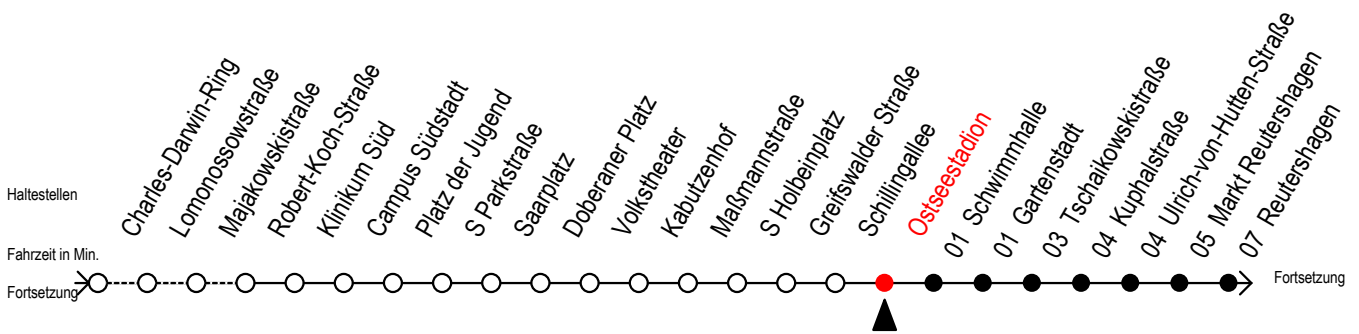 Haltestellen
Charles-Darwin-Ring
Lomonossowstraße
Majakowskistraße
Robert-Koch-Straße
Klinikum Süd
Campus Südstadt
Platz der Jugend
S Parkstraße
Saarplatz
Doberaner Platz
Volkstheater
Kabutzenhof
Maßmannstraße
S Holbeinplatz
Greifswalder Straße
Schillingallee
Ostseestadion
01 Schwimmhalle
01 Gartenstadt
03 Tschaikowskistraße
04 Kuphalstraße
04 Ulrich-von-Hutten-Straße
05 Markt Reutershagen
07 Reutershagen
Fahrzeit in Min.
Fortsetzung
Fortsetzung